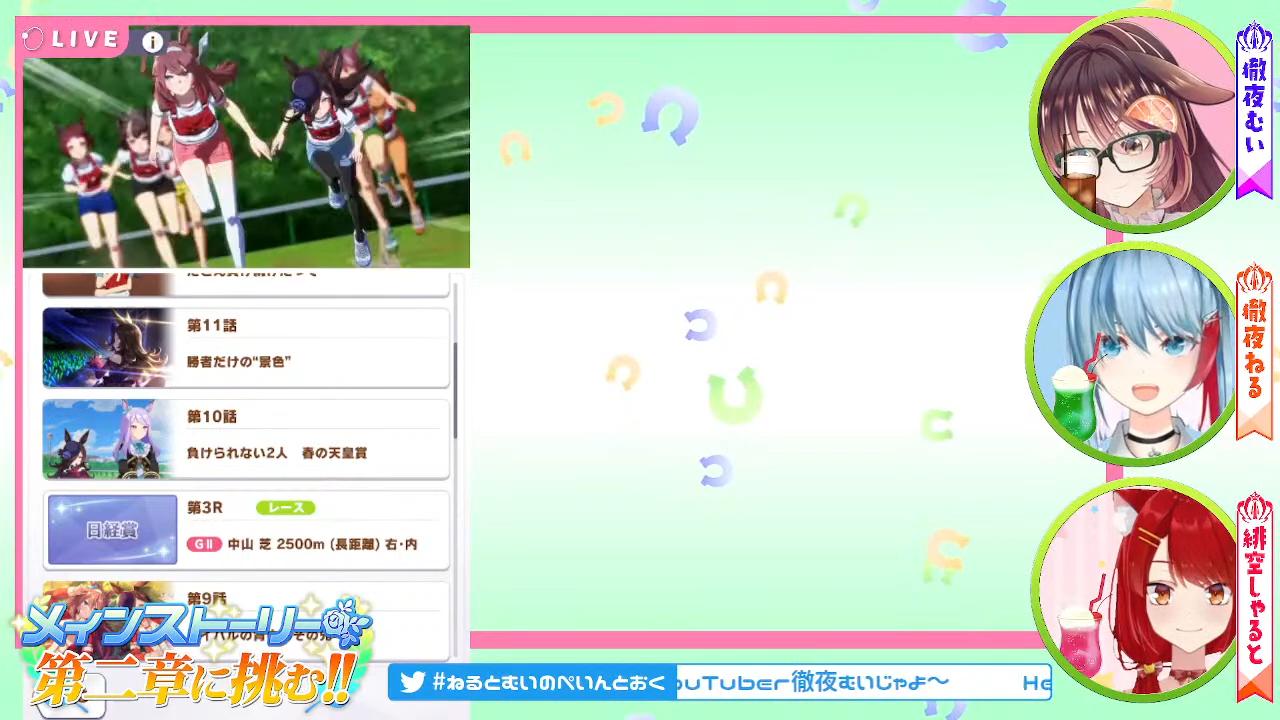 LIVE
第11話
勝者だけの“景色”
第10話
負けられない2人 春の天皇賞
第3R レース
日経賞
GⅡ 中山 芝 2500m (長距離) 右・内
第9話
メインストーリー
第二章に挑む!!
#ねるとむいのぺいんとおく
ouTuber徹夜むいじゃよ〜 He
徹夜むい
徹夜ねる
緋空しゃると